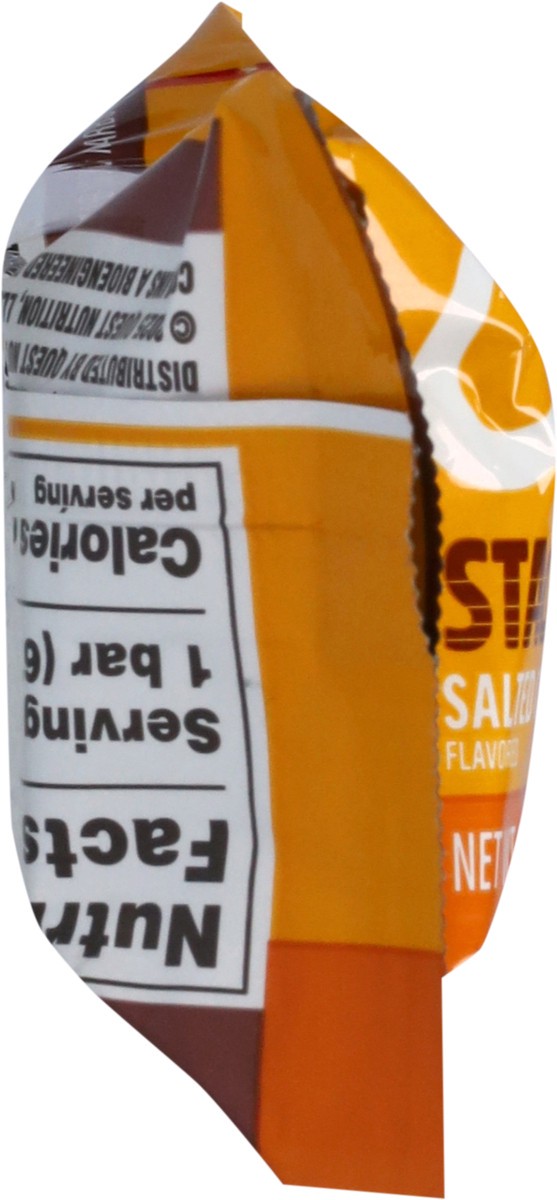 STA
SALTED
FLAVORED
NET
Nutri
Facts
Serving
1 bar (6
Calories
per serving
DISTRIBUTED BY QUEST
© 2025 QUEST NUTRITION, LL
A BIOENGINEERED